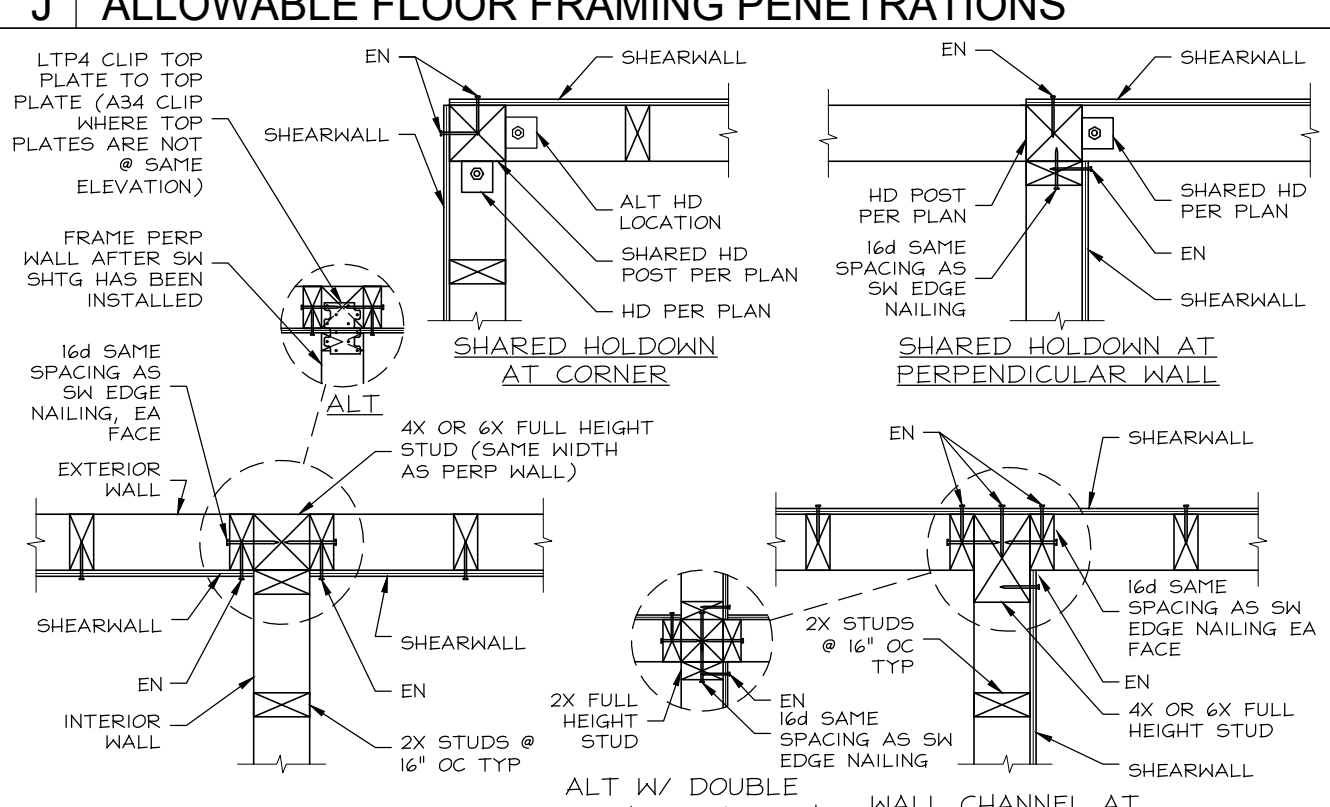 J ALLOWABLE FLOOR FRAMING PENETRATIONS
LTP4 CLIP TOP
PLATE TO TOP
PLATE (A34 CLIP
WHERE TOP
PLATES ARE NOT
@ SAME
ELEVATION)
FRAME PERP
WALL AFTER SW
SHTG HAS BEEN
INSTALLED
ALT
EN
SHEARWALL
SHEARWALL
ALT HD
LOCATION
SHARED HD
POST PER PLAN
HD PER PLAN
SHARED HOLDOWN
AT CORNER
EN
SHEARWALL
HD POST
PER PLAN
16d SAME
SPACING AS
SW EDGE
NAILING
SHARED HD
PER PLAN
EN
SHEARWALL
SHARED HOLDOWN AT
PERPENDICULAR WALL
16d SAME
SPACING AS
SW EDGE
NAILING, EA
FACE
EXTERIOR
WALL
4X OR 6X FULL HEIGHT
STUD (SAME WIDTH
AS PERP WALL)
SHEARWALL
SHEARWALL
EN
EN
INTERIOR
WALL
2X STUDS @
16" OC TYP
EN
SHEARWALL
2X STUDS
@ 16" OC
TYP
16d SAME
SPACING AS SW
EDGE NAILING EA
FACE
EN
4X OR 6X FULL
HEIGHT STUD
SHEARWALL
2X FULL
HEIGHT
STUD
EN
16d SAME
SPACING AS SW
EDGE NAILING
ALT W/ DOUBLE
WALL CHANNEL AT